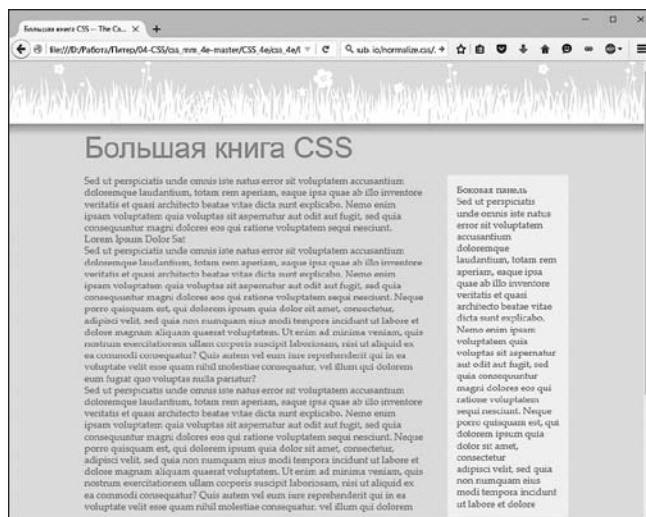 Большая книга CSS — The Ca...
file:///D:/Работа/Питер/04-CSS/css_mm_4e-master/CSS_4e/css_4e/
sub. io/normalize.css/.
Большая книга CSS
Sed ut perspiciatis unde omnis iste natus error sit voluptatem accusantium
doloremque laudantium, totam rem aperiam, eaque ipsa quae ab illo inventore
veritatis et quasi architecto beatae vitae dicta sunt explicabo. Nemo enim
ipsam voluptatem quia voluptas sit aspernatur aut odit aut fugit, sed quia
consequuntur magni dolores eos qui ratione voluptatem sequi nesciunt.
Lorem Ipsum Dolor Sat
Sed ut perspiciatis unde omnis iste natus error sit voluptatem accusantium
doloremque laudantium, totam rem aperiam, eaque ipsa quae ab illo inventore
veritatis et quasi architecto beatae vitae dicta sunt explicabo. Nemo enim
ipsam voluptatem quia voluptas sit aspernatur aut odit aut fugit, sed quia
consequuntur magni dolores eos qui ratione voluptatem sequi nesciunt. Neque
porro quisquam est, qui dolorem ipsum quia dolor sit amet, consectetur,
adipisci velit, sed quia non numquam eius modi tempora incidunt ut labore et
dolore magnam aliquam quaerat voluptatem. Ut enim ad minima veniam, quis
nostrum exercitationem ullam corporis suscipit laboriosam, nisi ut aliquid ex
ea commodi consequatur? Quis autem vel eum iure reprehenderit qui in ea
voluptate velit esse quam nihil molestiae consequatur, vel illum qui dolorem
eum fugiat quo voluptas nulla pariatur?
Sed ut perspiciatis unde omnis iste natus error sit voluptatem accusantium
doloremque laudantium, totam rem aperiam, eaque ipsa quae ab illo inventore
veritatis et quasi architecto beatae vitae dicta sunt explicabo. Nemo enim
ipsam voluptatem quia voluptas sit aspernatur aut odit aut fugit, sed quia
consequuntur magni dolores eos qui ratione voluptatem sequi nesciunt. Neque
porro quisquam est, qui dolorem ipsum quia dolor sit amet, consectetur,
adipisci velit, sed quia non numquam eius modi tempora incidunt ut labore et
dolore magnam aliquam quaerat voluptatem. Ut enim ad minima veniam, quis
nostrum exercitationem ullam corporis suscipit laboriosam, nisi ut aliquid ex
ea commodi consequatur? Quis autem vel eum iure reprehenderit qui in ea
voluptate velit esse quam nihil molestiae consequatur, vel illum qui dolorem
Боковая панель
Sed ut perspiciatis
unde omnis iste natus
error sit voluptatem
accusantium
doloremque
laudantium, totam rem
aperiam, eaque ipsa
quae ab illo inventore
veritatis et quasi
architecto beatae vitae
dicta sunt explicabo.
Nemo enim ipsam
voluptatem quia
voluptas sit aspernatur
aut odit aut fugit, sed
quia consequuntur
magni dolores eos qui
ratione voluptatem
sequi nesciunt. Neque
porro quisquam est, qui
dolorem ipsum quia
dolor sit amet,
consectetur
adipisci velit, sed quia
non numquam eius
modi tempora incidunt
ut labore et dolore